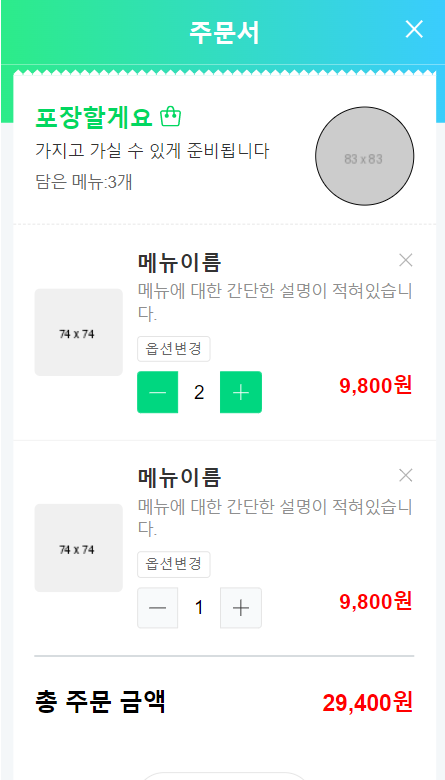 주문서
포장할게요
가지고 가실 수 있게 준비됩니다
담은 메뉴:3개
83 x 83
메뉴이름
메뉴에 대한 간단한 설명이 적혀있습니
다.
74 x 74
옵션변경
2
9,800원
메뉴이름
메뉴에 대한 간단한 설명이 적혀있습니
다.
74 x 74
옵션변경
1
9,800원
총 주문 금액
29,400원